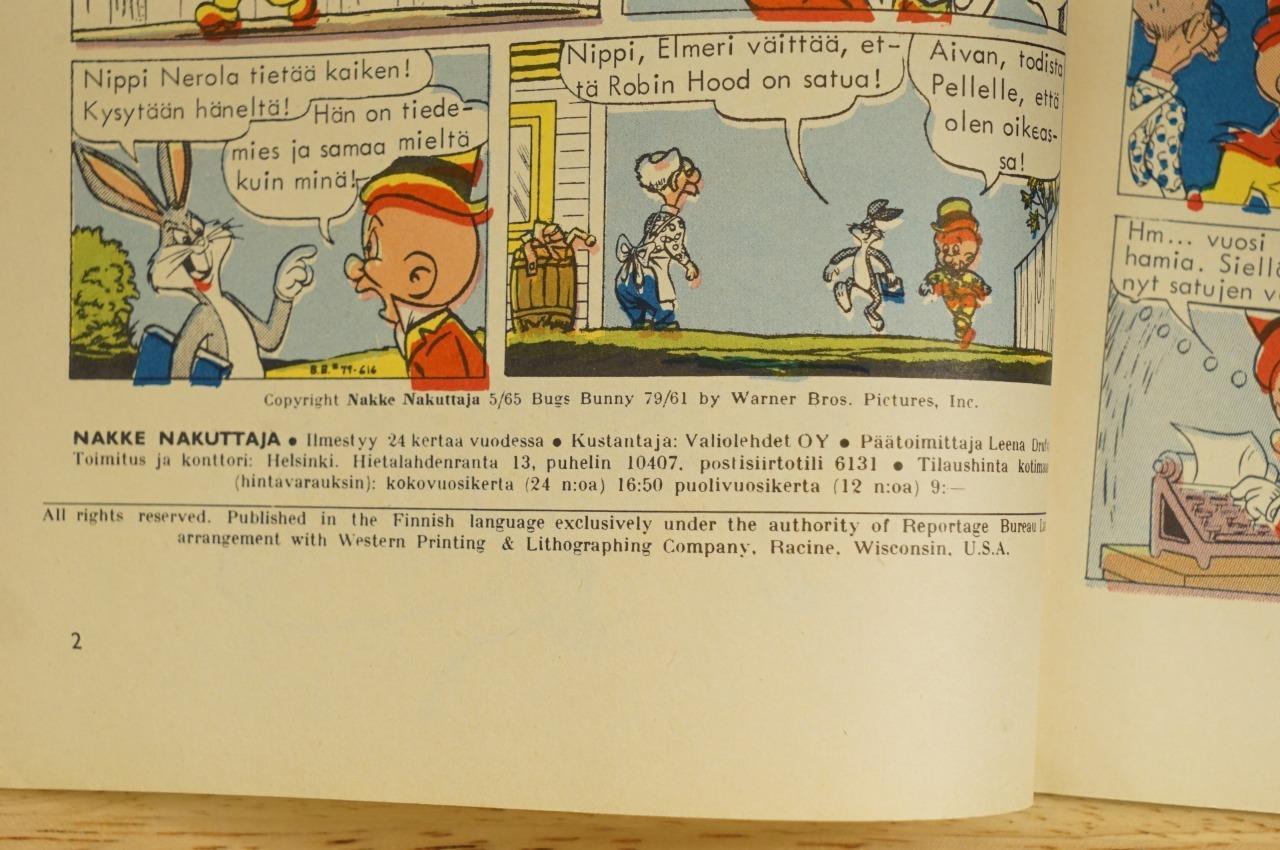 Nippi Nerola tietää kaiken!
Kysytään häneltä!
Hän on tiede-
mies ja samaa mieltä
kuin minä!
B.B.#79-616
Nippi, Elmeri väittää, et-
tä Robin Hood on satua!
Aivan, todista
Pellelle, että
olen oikeas-
sa!
Copyright Nakke Nakuttaja 5/65 Bugs Bunny 79/61 by Warner Bros. Pictures, Inc.
NAKKE NAKUTTAJA ● Ilmestyy 24 kertaa vuodessa ● Kustantaja: Valiolehdet OY ● Päätoimittaja Leena
Toimitus ja konttori: Helsinki. Hietalahdenranta 13, puhelin 10407. postisiirtotili 6131 ● Tilaushinta
(hintavarauksin): kokovuosikerta (24 n:oa) 16:50 puolivuosikerta (12 n:oa) 9:—
All rights reserved. Published in the Finnish language exclusively under the authority of Reportage Bureau
arrangement with Western Printing & Lithographing Company, Racine, Wisconsin, U.S.A.
2
Hm... vuosi
hamia. Siellä
nyt satujen